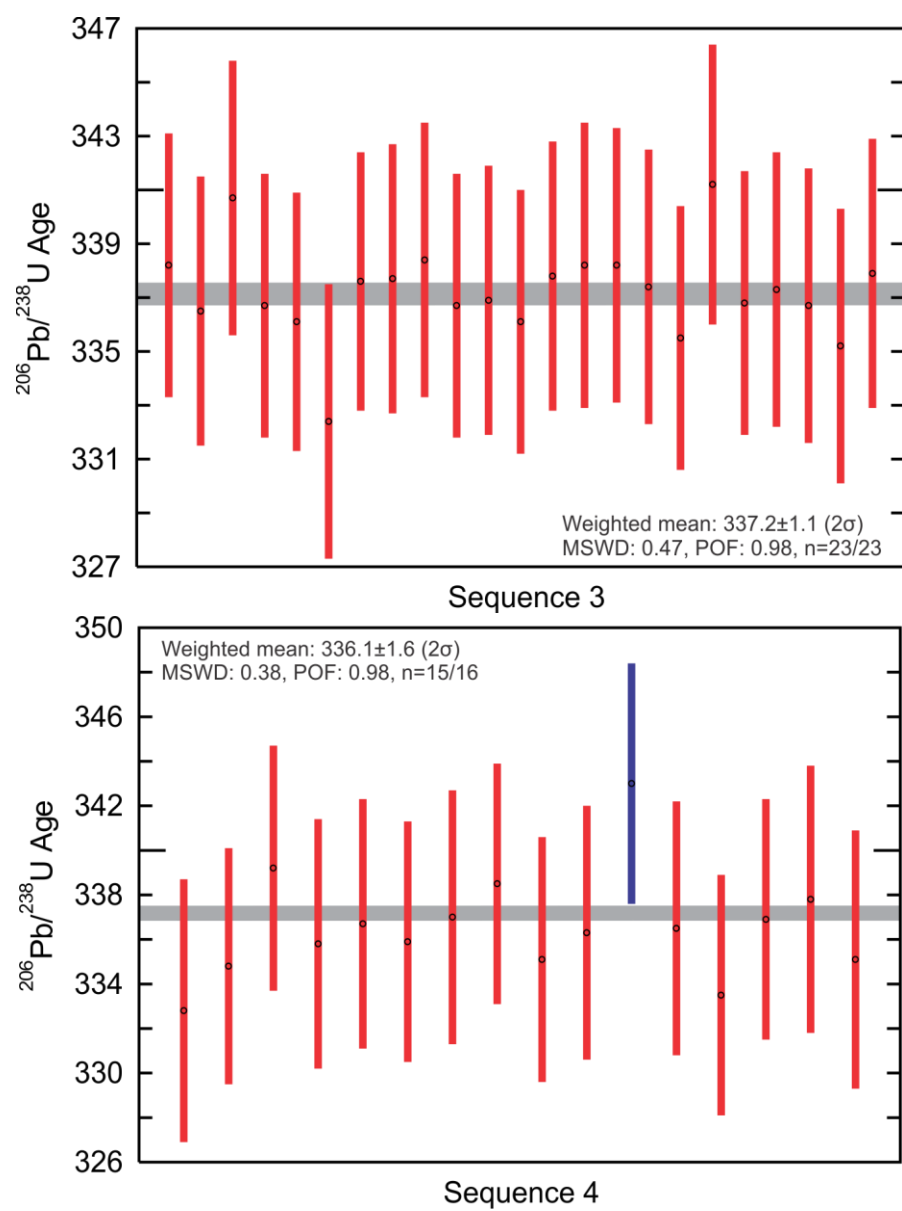 347
343
339
335
331
327
²⁰⁶Pb/²³⁸U Age
Weighted mean: 337.2±1.1 (2σ)
MSWD: 0.47, POF: 0.98, n=23/23
Sequence 3
350
346
342
338
334
330
326
²⁰⁶Pb/²³⁸U Age
Weighted mean: 336.1±1.6 (2σ)
MSWD: 0.38, POF: 0.98, n=15/16
Sequence 4